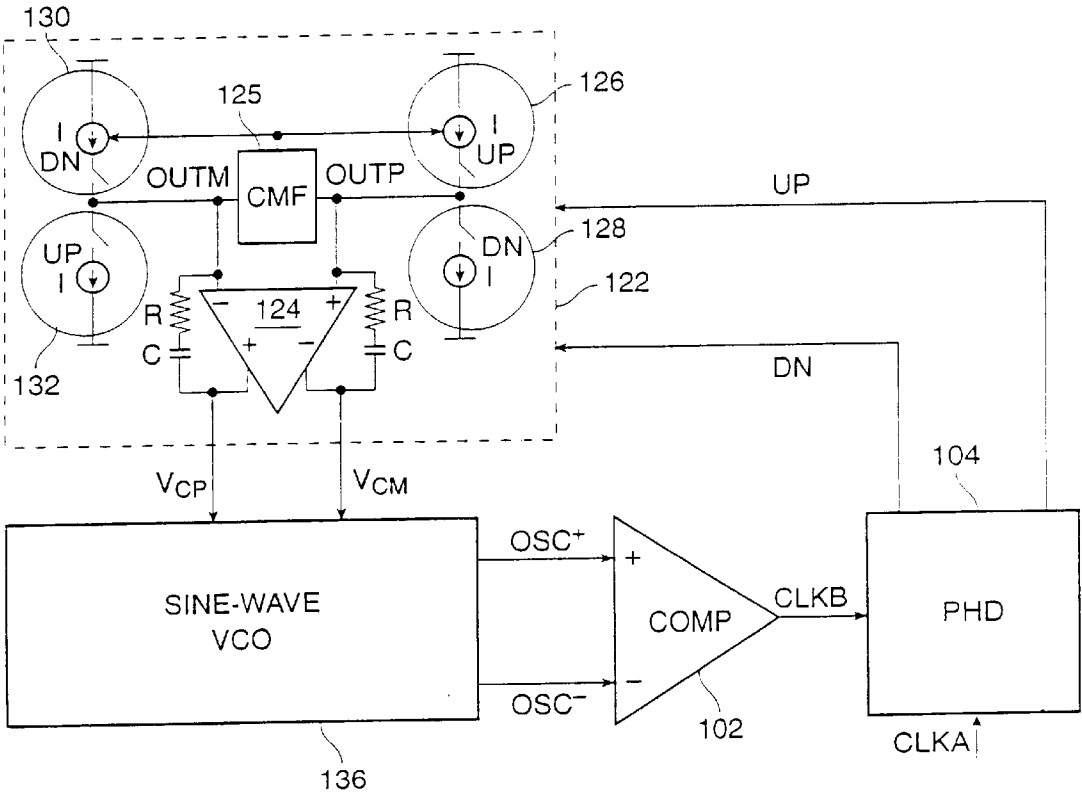 130
126
125
I
DN
I
UP
OUTM
CMF
OUTP
UP
UP
I
DN
I
128
122
− 124 +
R
R
+ −
C
C
132
DN
104
VCP
VCM
SINE-WAVE
VCO
OSC+
+
COMP
CLKB
PHD
−
OSC−
102
CLKA
136